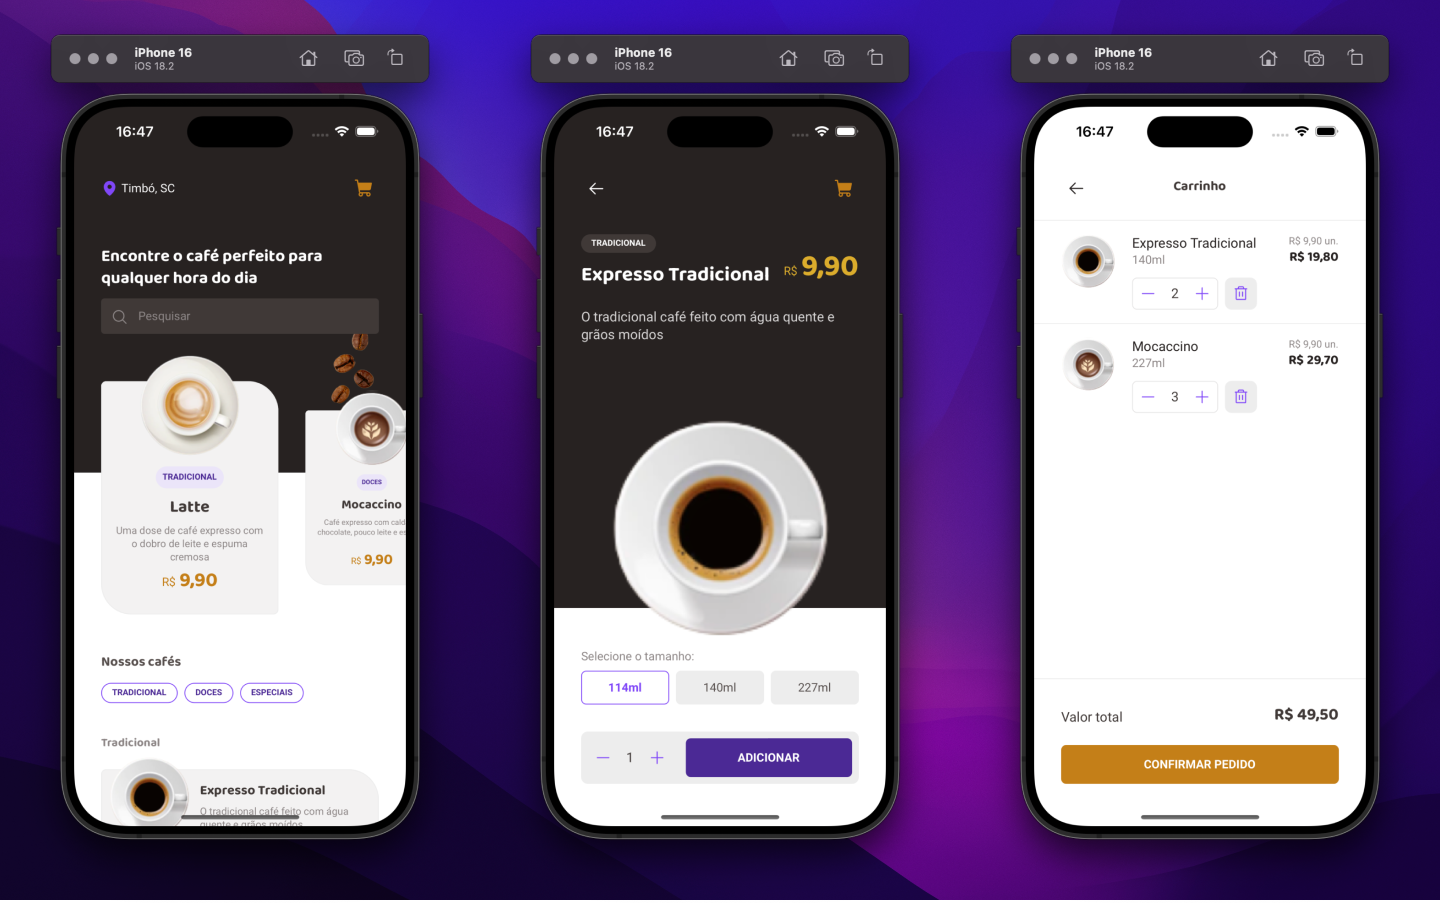 iPhone 16
iOS 18.2
16:47
Timbó, SC
Encontre o café perfeito para
qualquer hora do dia
Pesquisar
TRADICIONAL
Latte
Uma dose de café expresso com
o dobro de leite e espuma
cremosa
R$ 9,90
DOCES
Mocaccino
Café expresso com cald
chocolate, pouco leite e es
R$ 9,90
Nossos cafés
TRADICIONAL
DOCES
ESPECIAIS
Tradicional
Expresso Tradicional
O tradicional café feito com água
quente e grãos moídos
iPhone 16
iOS 18.2
16:47
TRADICIONAL
Expresso Tradicional
R$ 9,90
O tradicional café feito com água quente e
grãos moídos
Selecione o tamanho:
114ml
140ml
227ml
1
ADICIONAR
iPhone 16
iOS 18.2
16:47
Carrinho
Expresso Tradicional
R$ 9,90 un.
140ml
R$ 19,80
2
Mocaccino
R$ 9,90 un.
227ml
R$ 29,70
3
Valor total
R$ 49,50
CONFIRMAR PEDIDO